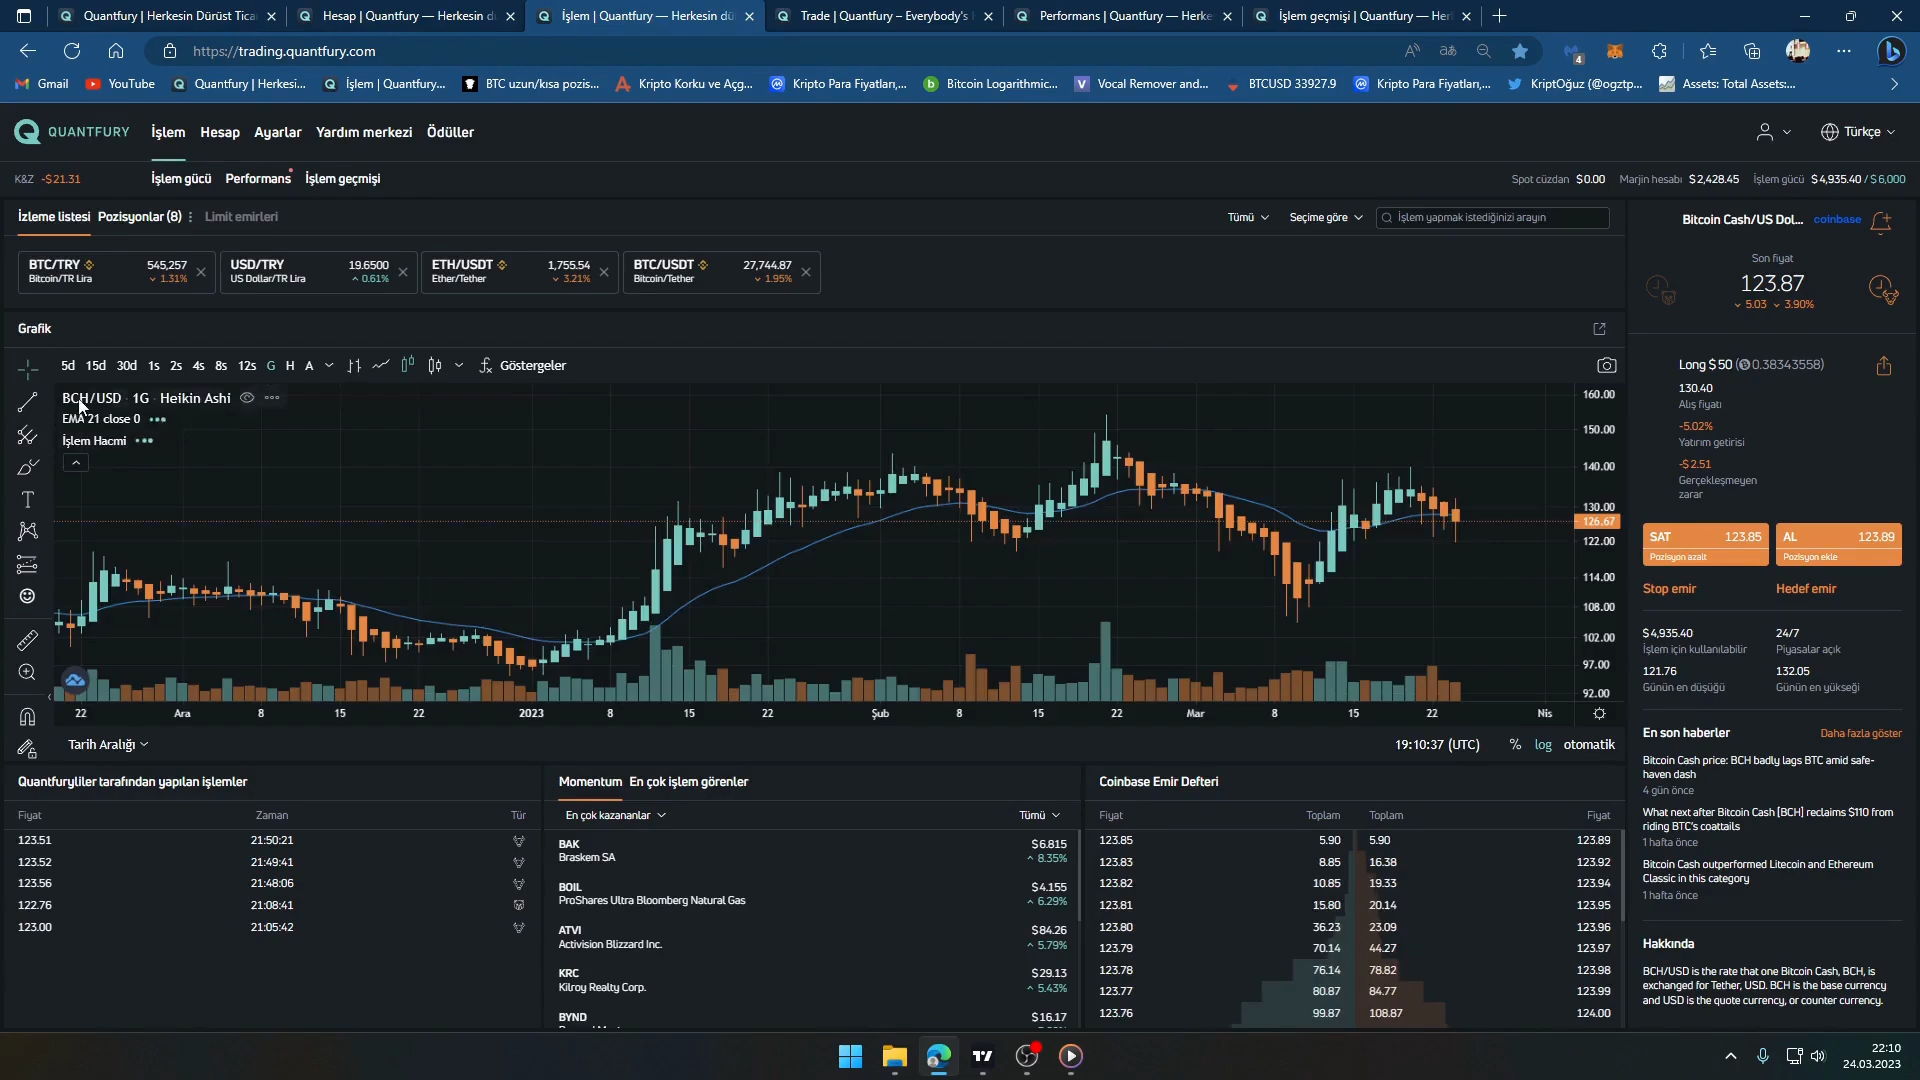 Quantfury | Herkesin Dürüst Tica
Hesap | Quantfury — Herkesin d
İşlem | Quantfury — Herkesin dü
Trade | Quantfury – Everybody's
Performans | Quantfury — Herke
İşlem geçmişi | Quantfury — Her
https://trading.quantfury.com
4
Gmail
YouTube
Quantfury | Herkesi...
İşlem | Quantfury...
BTC uzun/kısa pozis...
Kripto Korku ve Açg...
Kripto Para Fiyatları,...
Bitcoin Logarithmic...
Vocal Remover and...
BTCUSD 33927.9
Kripto Para Fiyatları,...
KriptOğuz (@ogztp...
Assets: Total Assets:...
QUANTFURY
İşlem Hesap Ayarlar Yardım merkezi Ödüller
Türkçe
K&Z -$21.31
İşlem gücü Performans İşlem geçmişi
Spot cüzdan $0.00 Marjin hesabı $2,428.45 İşlem gücü $4,935.40 / $6,000
İzleme listesi Pozisyonlar (8) Limit emirleri
Tümü Seçime göre İşlem yapmak istediğinizi arayın
BTC/TRY 545,257
Bitcoin/TR Lira 1.31%
USD/TRY 19.6500
US Dollar/TR Lira 0.61%
ETH/USDT 1,755.54
Ether/Tether 3.21%
BTC/USDT 27,744.87
Bitcoin/Tether 1.95%
Grafik
5d 15d 30d 1s 2s 4s 8s 12s G H A Göstergeler
BCH/USD · 1G · Heikin Ashi
EMA 21 close 0
İşlem Hacmi
160.00
150.00
140.00
130.00
126.67
122.00
114.00
108.00
102.00
97.00
92.00
22 Ara 8 15 22 2023 8 15 22 Şub 8 15 22 Mar 8 15 22 Nis
Tarih Aralığı
19:10:37 (UTC) % log otomatik
Bitcoin Cash/US Dol... coinbase
Son fiyat
123.87
5.03 3.90%
Long $50 (0.38343558)
130.40
Alış fiyatı
-5.02%
Yatırım getirisi
-$2.51
Gerçekleşmeyen
zarar
SAT 123.85
Pozisyon azalt
AL 123.89
Pozisyon ekle
Stop emir Hedef emir
$4,935.40 24/7
İşlem için kullanılabilir Piyasalar açık
121.76 132.05
Günün en düşüğü Günün en yükseği
En son haberler Daha fazla göster
Bitcoin Cash price: BCH badly lags BTC amid safe-
haven dash
4 gün önce
What next after Bitcoin Cash [BCH] reclaims $110 from
riding BTC's coattails
1 hafta önce
Bitcoin Cash outperformed Litecoin and Ethereum
Classic in this category
1 hafta önce
Hakkında
BCH/USD is the rate that one Bitcoin Cash, BCH, is
exchanged for Tether, USD. BCH is the base currency
and USD is the quote currency, or counter currency.
Quantfuryliler tarafından yapılan işlemler
Fiyat Zaman Tür
123.51 21:50:21
123.52 21:49:41
123.56 21:48:06
122.76 21:08:41
123.00 21:05:42
Momentum En çok işlem görenler
En çok kazananlar Tümü
BAK $6.815
Braskem SA 8.35%
BOIL $4.155
ProShares Ultra Bloomberg Natural Gas 6.29%
ATVI $84.26
Activision Blizzard Inc. 5.79%
KRC $29.13
Kilroy Realty Corp. 5.43%
BYND $16.17
Coinbase Emir Defteri
Fiyat Toplam Toplam Fiyat
123.85 5.90 5.90 123.89
123.83 8.85 16.38 123.92
123.82 10.85 19.33 123.94
123.81 15.80 20.14 123.95
123.80 36.23 23.09 123.96
123.79 70.14 44.27 123.97
123.78 76.14 78.82 123.98
123.77 80.87 84.77 123.99
123.76 99.87 108.87 124.00
22:10
24.03.2023